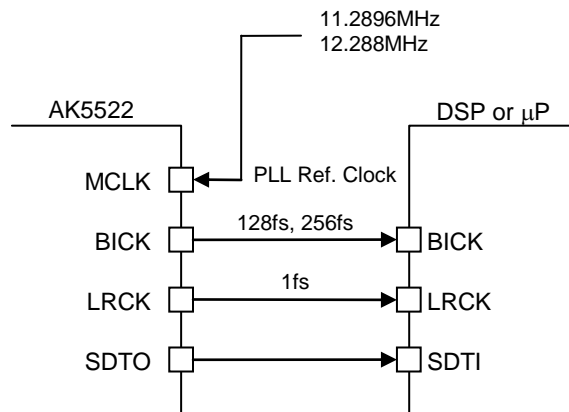 11.2896MHz
12.288MHz
AK5522
DSP or μP
MCLK
PLL Ref. Clock
BICK
128fs, 256fs
BICK
LRCK
1fs
LRCK
SDTO
SDTI